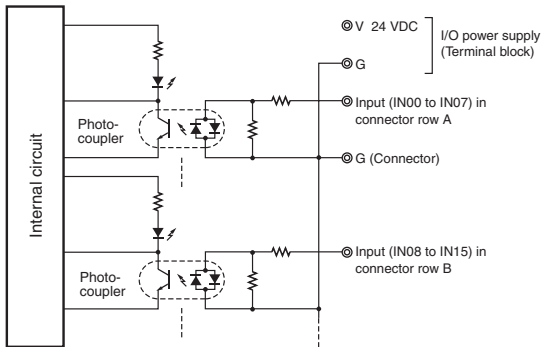 V 24 VDC
I/O power supply
(Terminal block)
G
Input (IN00 to IN07) in
connector row A
Photo-
coupler
G (Connector)
Internal circuit
Input (IN08 to IN15) in
connector row B
Photo-
coupler